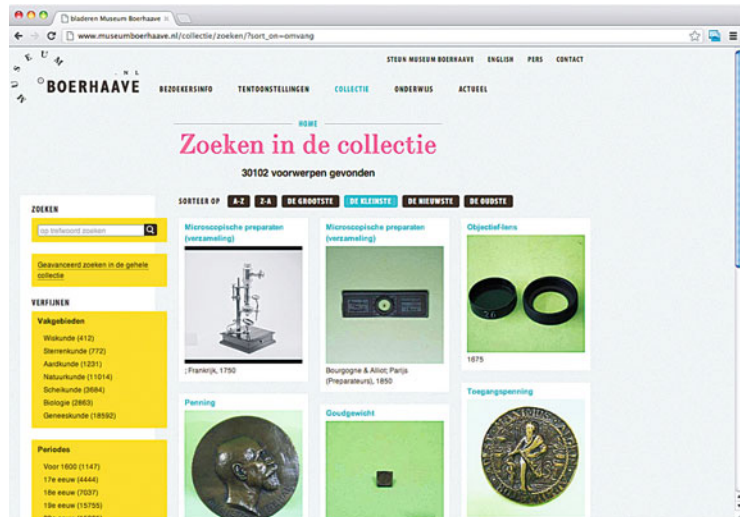 bladeren Museum Boerhaave
www.museumboerhaave.nl/collectie/zoeken/?sort_on=omvang
MUSEUM
BOERHAAVE
.NL
STEUN MUSEUM BOERHAAVE ENGLISH PERS CONTACT
BEZOEKERSINFO TENTOONSTELLINGEN COLLECTIE ONDERWIJS ACTUEEL
HOME
Zoeken in de collectie
30102 voorwerpen gevonden
SORTEER OP A-Z Z-A DE GROOTSTE DE KLEINSTE DE NIEUWSTE DE OUDSTE
ZOEKEN
op trefwoord zoeken
Geavanceerd zoeken in de gehele
collectie
VERFIJNEN
Vakgebieden
Wiskunde (412)
Sterrenkunde (772)
Aardkunde (1231)
Natuurkunde (11014)
Scheikunde (3684)
Biologie (2863)
Geneeskunde (18592)
Periodes
Voor 1600 (1147)
17e eeuw (4444)
18e eeuw (7037)
19e eeuw (15755)
Microscopische preparaten
(verzameling)
; Frankrijk, 1750
Penning
Microscopische preparaten
(verzameling)
Bourgogne & Alliot; Parijs
(Preparateurs), 1850
Goudgewicht
Objectief-lens
26
1675
Toegangspenning